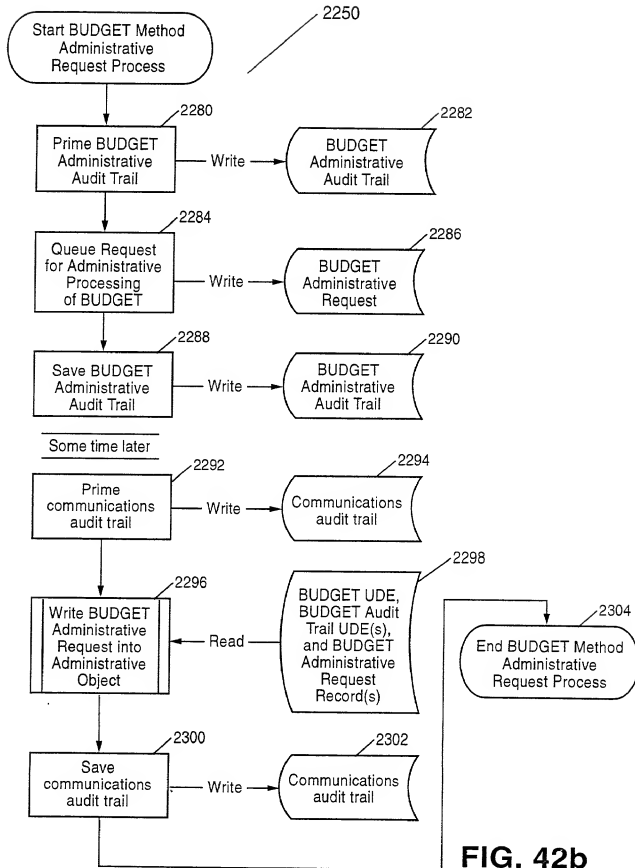 Start BUDGET Method
Administrative
Request Process
2250
2280
Prime BUDGET
Administrative
Audit Trail
Write
2282
BUDGET
Administrative
Audit Trail
2284
Queue Request
for Administrative
Processing
of BUDGET
Write
2286
BUDGET
Administrative
Request
2288
Save BUDGET
Administrative
Audit Trail
Write
2290
BUDGET
Administrative
Audit Trail
Some time later
2292
Prime
communications
audit trail
Write
2294
Communications
audit trail
2296
Write BUDGET
Administrative
Request into
Administrative
Object
Read
2298
BUDGET UDE,
BUDGET Audit
Trail UDE(s),
and BUDGET
Administrative
Request
Record(s)
2300
Save
communications
audit trail
Write
2302
Communications
audit trail
2304
End BUDGET Method
Administrative
Request Process
FIG. 42b